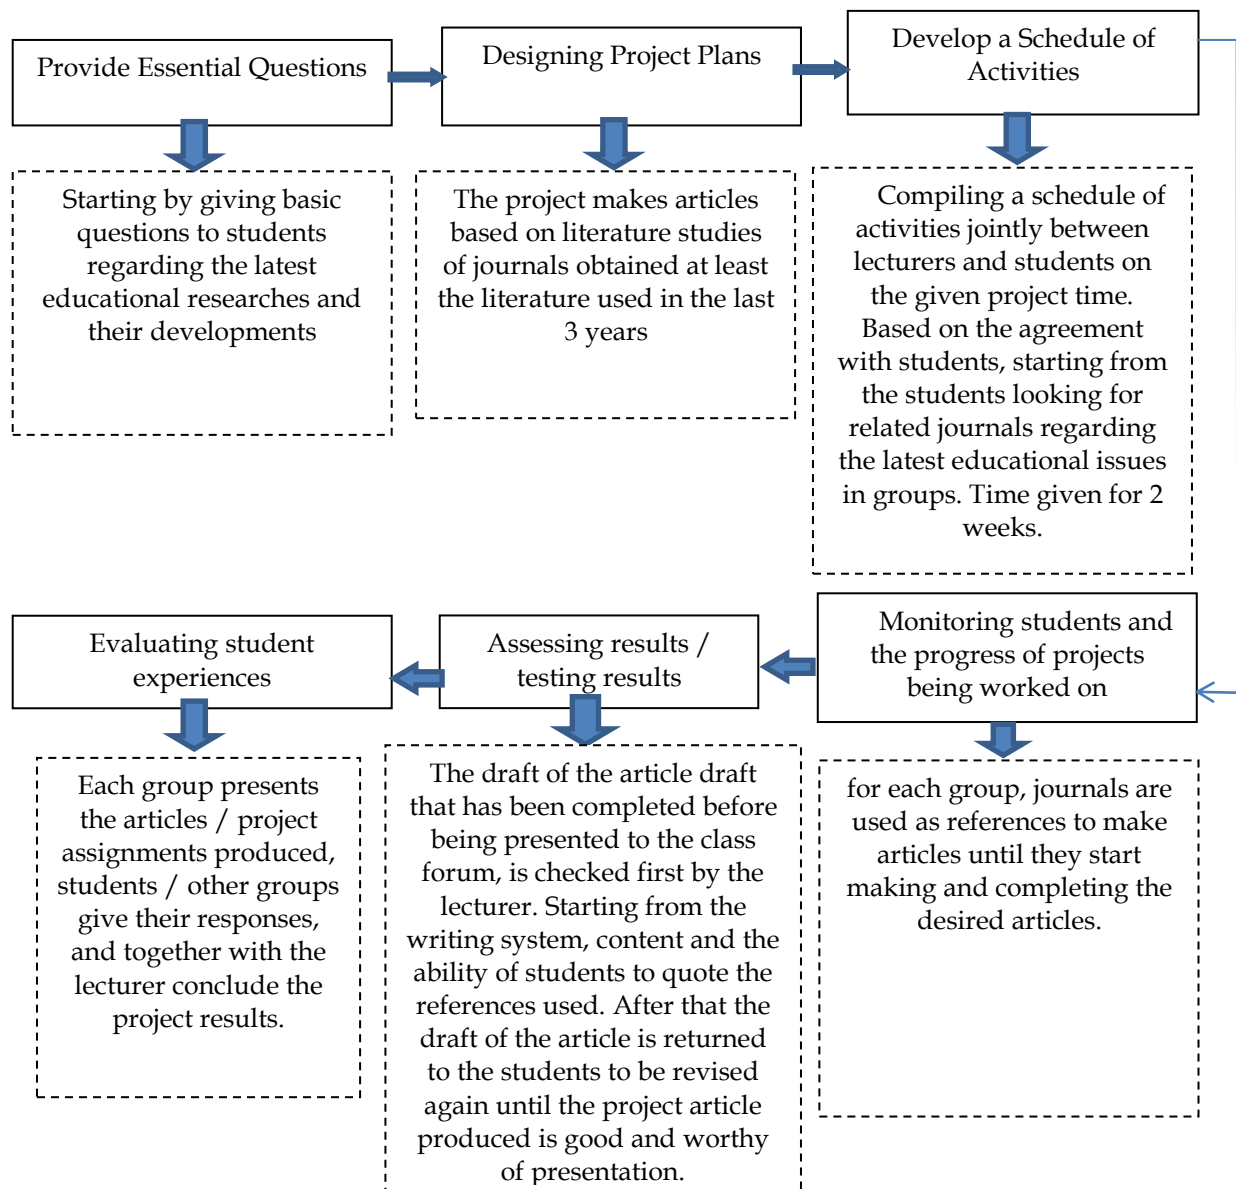 Provide Essential Questions
Designing Project Plans
Develop a Schedule of
Activities
Starting by giving basic
questions to students
regarding the latest
educational researches and
their developments
The project makes articles
based on literature studies
of journals obtained at least
the literature used in the last
3 years
Compiling a schedule of
activities jointly between
lecturers and students on
the given project time.
Based on the agreement
with students, starting from
the students looking for
related journals regarding
the latest educational issues
in groups. Time given for 2
weeks.
Monitoring students and
the progress of projects
being worked on
Assessing results /
testing results
Evaluating student
experiences
for each group, journals are
used as references to make
articles until they start
making and completing the
desired articles.
The draft of the article draft
that has been completed before
being presented to the class
forum, is checked first by the
lecturer. Starting from the
writing system, content and the
ability of students to quote the
references used. After that the
draft of the article is returned
to the students to be revised
again until the project article
produced is good and worthy
of presentation.
Each group presents
the articles / project
assignments produced,
students / other groups
give their responses,
and together with the
lecturer conclude the
project results.